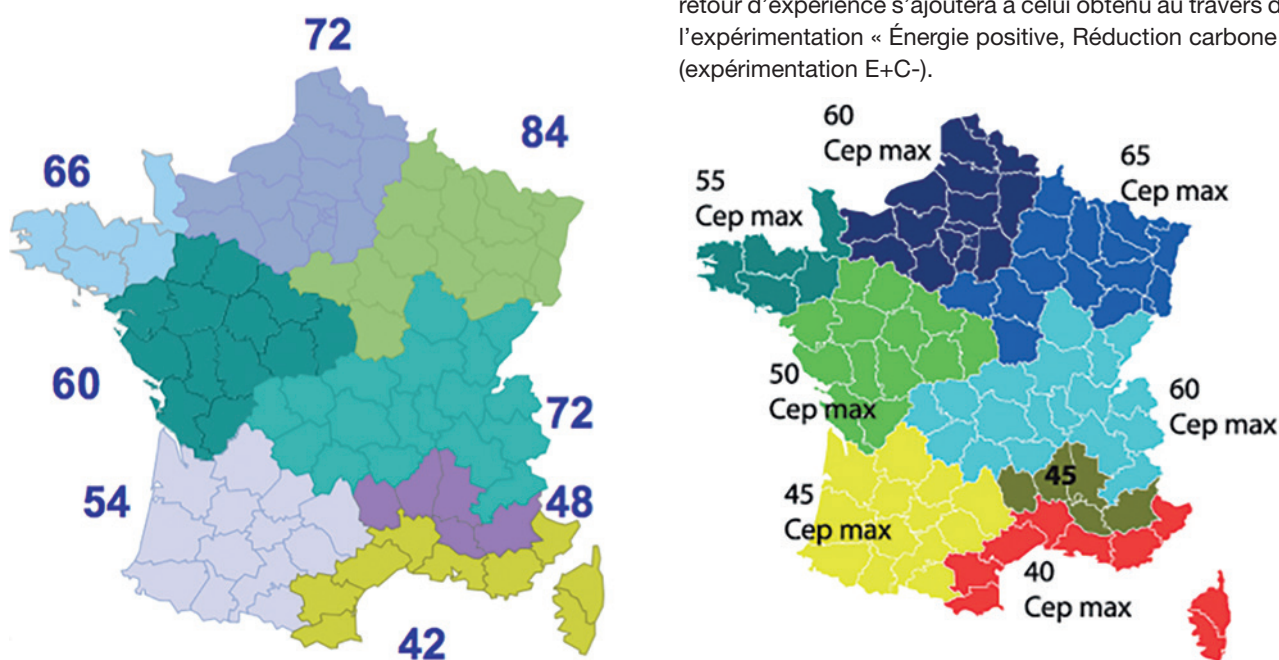 retour d’expérience s’ajoutera à celui obtenu au travers d
l’expérimentation « Énergie positive, Réduction carbone
(expérimentation E+C-).
72
84
66
60
72
54
48
42
60
Cep max
65
Cep max
55
Cep max
50
Cep max
60
Cep max
45
45
Cep max
40
Cep max